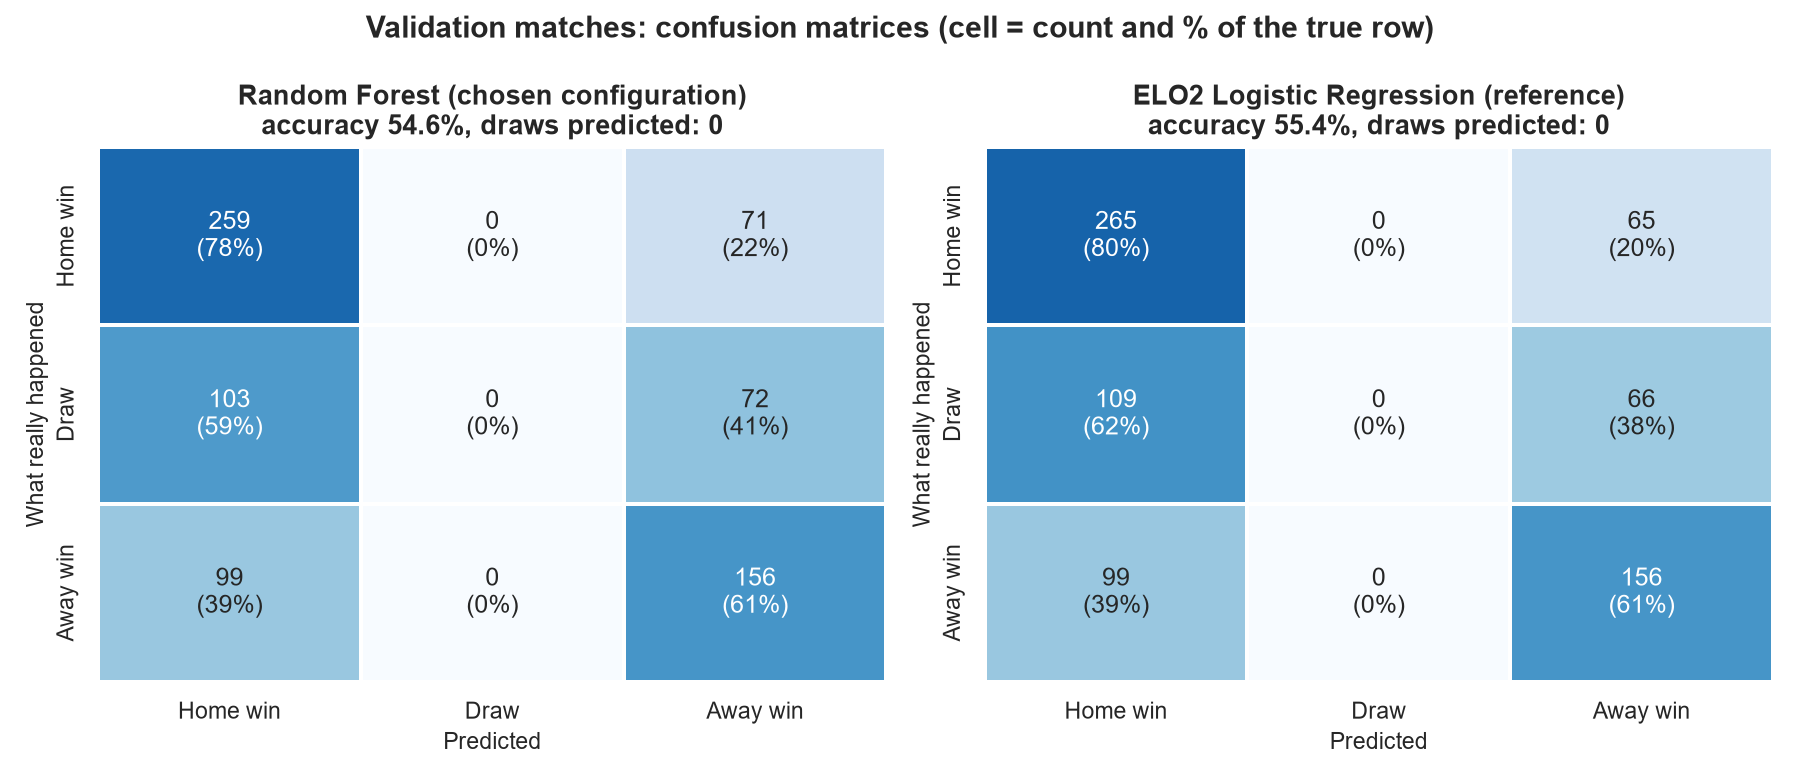 Validation matches: confusion matrices (cell = count and % of the true row)
Random Forest (chosen configuration)
accuracy 54.6%, draws predicted: 0
What really happened
Home win
259
(78%)
0
(0%)
71
(22%)
Draw
103
(59%)
0
(0%)
72
(41%)
Away win
99
(39%)
0
(0%)
156
(61%)
Home win
Draw
Away win
Predicted
ELO2 Logistic Regression (reference)
accuracy 55.4%, draws predicted: 0
What really happened
Home win
265
(80%)
0
(0%)
65
(20%)
Draw
109
(62%)
0
(0%)
66
(38%)
Away win
99
(39%)
0
(0%)
156
(61%)
Home win
Draw
Away win
Predicted